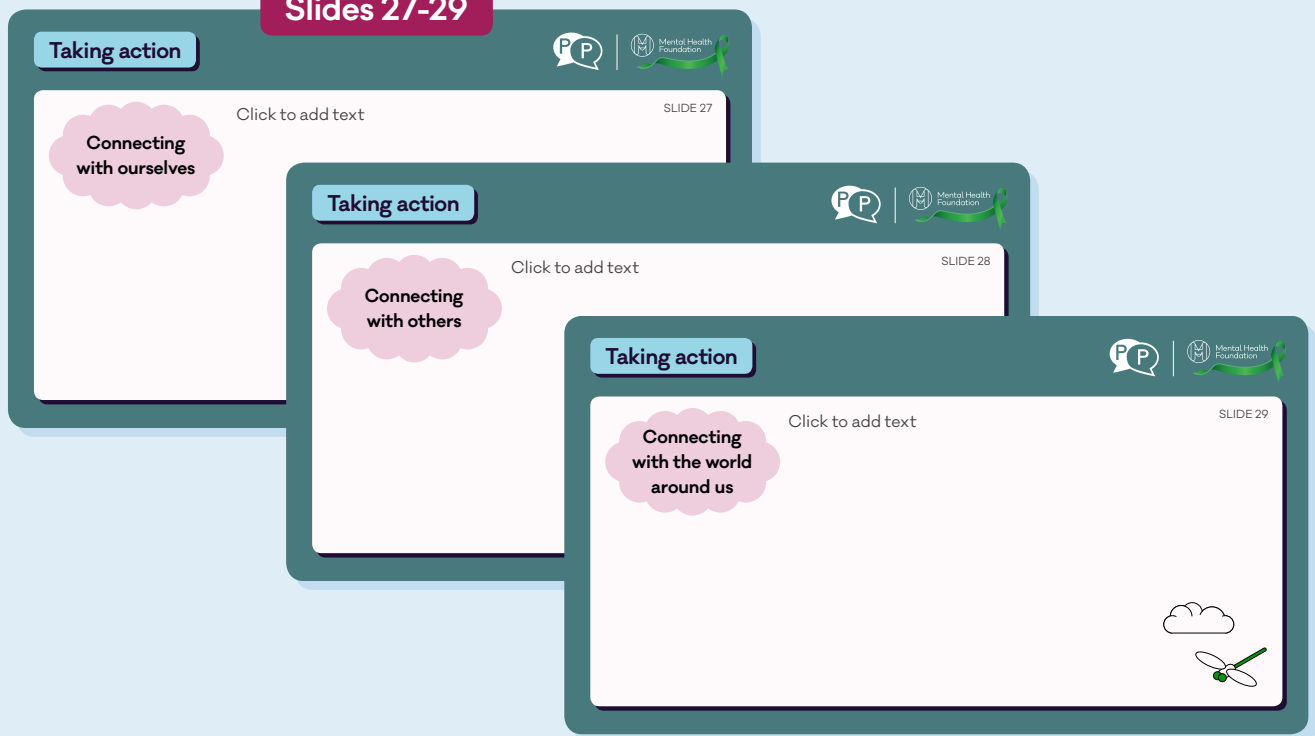 Slides 27-29
Taking action
P P
Mental Health
Foundation
SLIDE 27
Click to add text
Connecting
with ourselves
Taking action
P P
Mental Health
Foundation
SLIDE 28
Click to add text
Connecting
with others
Taking action
P P
Mental Health
Foundation
SLIDE 29
Click to add text
Connecting
with the world
around us